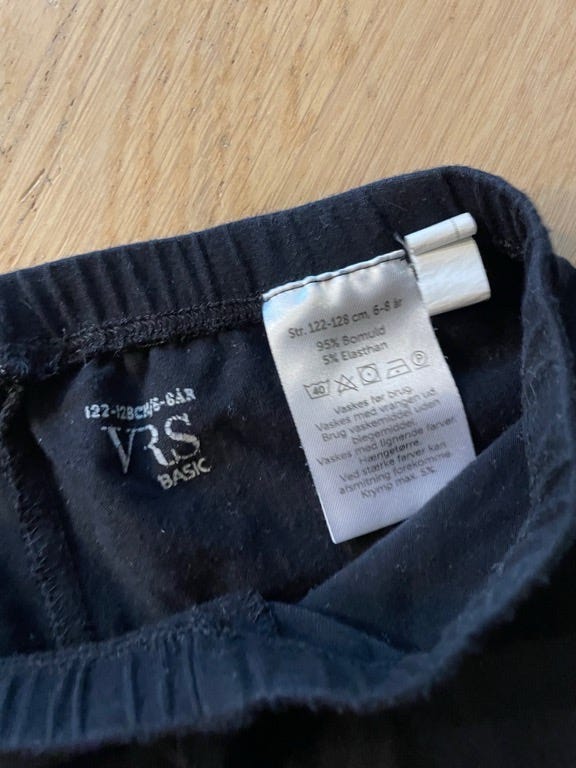 122-128CM/6-8ÅR
VRS
BASIC
Str. 122-128 cm, 6-8 år
95% Bomuld
5% Elasthan
40
P
Vaskes før brug.
Vaskes med vrangen ud.
Brug vaskemiddel uden
blegemiddel.
Vaskes med lignende farver.
Hængetørre.
Ved stærke farver kan
afsmitning forekomme.
Krymp max. 5%.